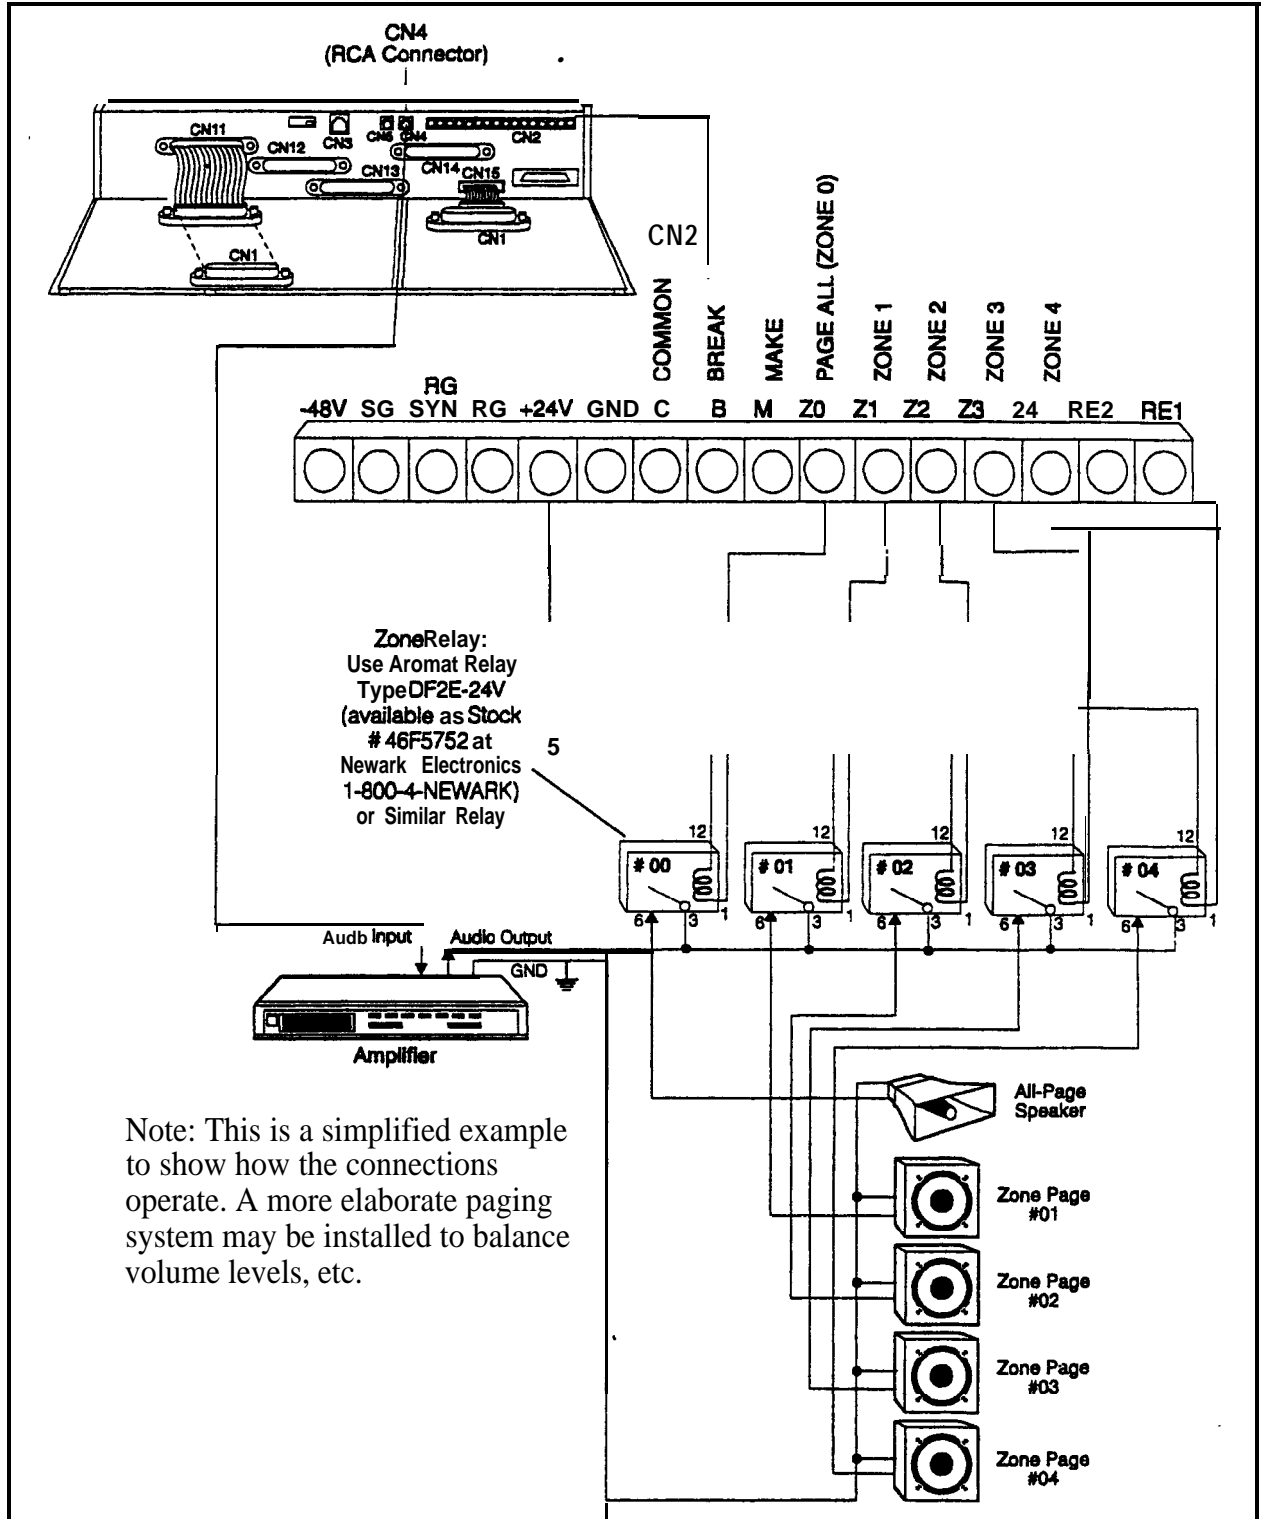 CN4
(RCA Connector)
CN11
CN12
CN3
CN5
CN4
CN2
CN14
CN13
CN15
CN1
CN1
CN2
COMMON
BREAK
MAKE
PAGE ALL (ZONE 0)
ZONE 1
ZONE 2
ZONE 3
ZONE 4
-48V SG RG SYN RG +24V GND C B M Z0 Z1 Z2 Z3 24 RE2 RE1
ZoneRelay:
Use Aromat Relay
Type DF2E-24V
(available as Stock
# 46F5752 at
Newark Electronics
1-800-4-NEWARK)
or Similar Relay
5
12 12 12 12 12
# 00 # 01 # 02 # 03 # 04
6 3 1 6 3 1 6 3 1 6 3 1 6 3 1
Audb Input
Audio Output
GND
Amplifier
All-Page
Speaker
Note: This is a simplified example
to show how the connections
operate. A more elaborate paging
system may be installed to balance
volume levels, etc.
Zone Page
#01
Zone Page
#02
Zone Page
#03
Zone Page
#04